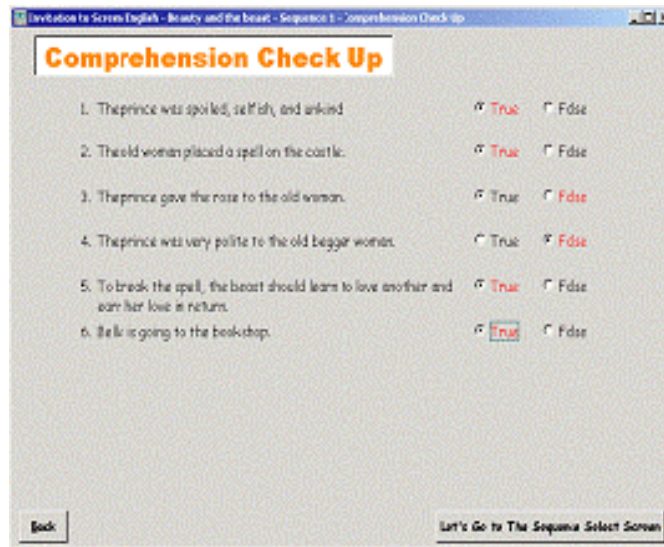 Invitation to Screen English - Beauty and the beast - Sequence 1 - Comprehension Check Up
Comprehension Check Up
1. Theprince was spoiled, selfish, and unkind True False
2. Theold woman placed a spell on the castle. True False
3. Theprince gave the rose to the old woman. True False
4. Theprince was very polite to the old beggar woman. True False
5. To break the spell, the beast should learn to love another and True False
earn her love in return.
6. Belle is going to the bookshop. True False
Back Let's Go to The Sequence Select Screen